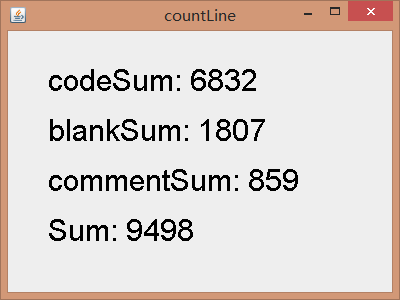 countLine
codeSum: 6832
blankSum: 1807
commentSum: 859
Sum: 9498